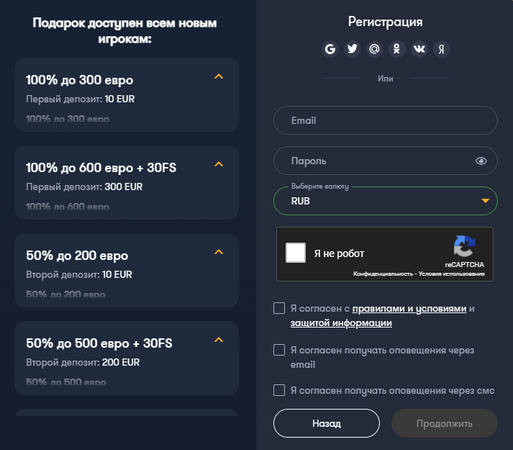 Подарок доступен всем новым
игрокам:
100% до 300 евро
Первый депозит: 10 EUR
100% до 300 евро
100% до 600 евро + 30FS
Первый депозит: 300 EUR
100% до 600 евро
50% до 200 евро
Второй депозит: 10 EUR
50% до 200 евро
50% до 500 евро + 30FS
Второй депозит: 200 EUR
50% до 500 евро
Регистрация
Или
Email
Пароль
Выберите валюту
RUB
Я не робот
reCAPTCHA
Конфиденциальность - Условия использования
Я согласен с правилами и условиями и
защитой информации
Я согласен получать оповещения через
email
Я согласен получать оповещения через смс
Назад
Продолжить